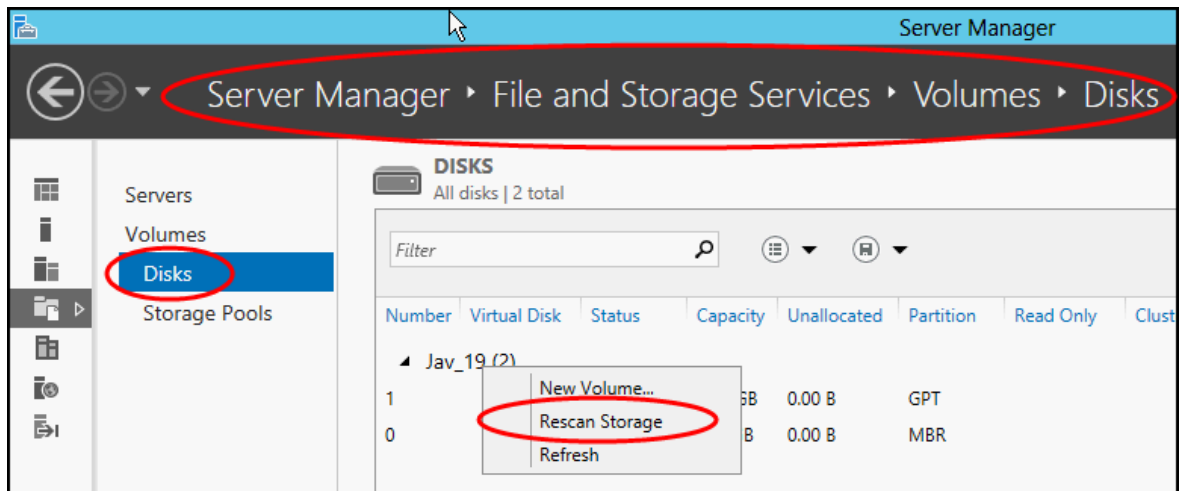 Server Manager
Server Manager ‣ File and Storage Services ‣ Volumes ‣ Disks
Servers
Volumes
Disks
Storage Pools
DISKS
All disks | 2 total
Filter
Number Virtual Disk Status Capacity Unallocated Partition Read Only Clust
Jav_19 (2)
1 GB 0.00 B GPT
0 B 0.00 B MBR
New Volume...
Rescan Storage
Refresh